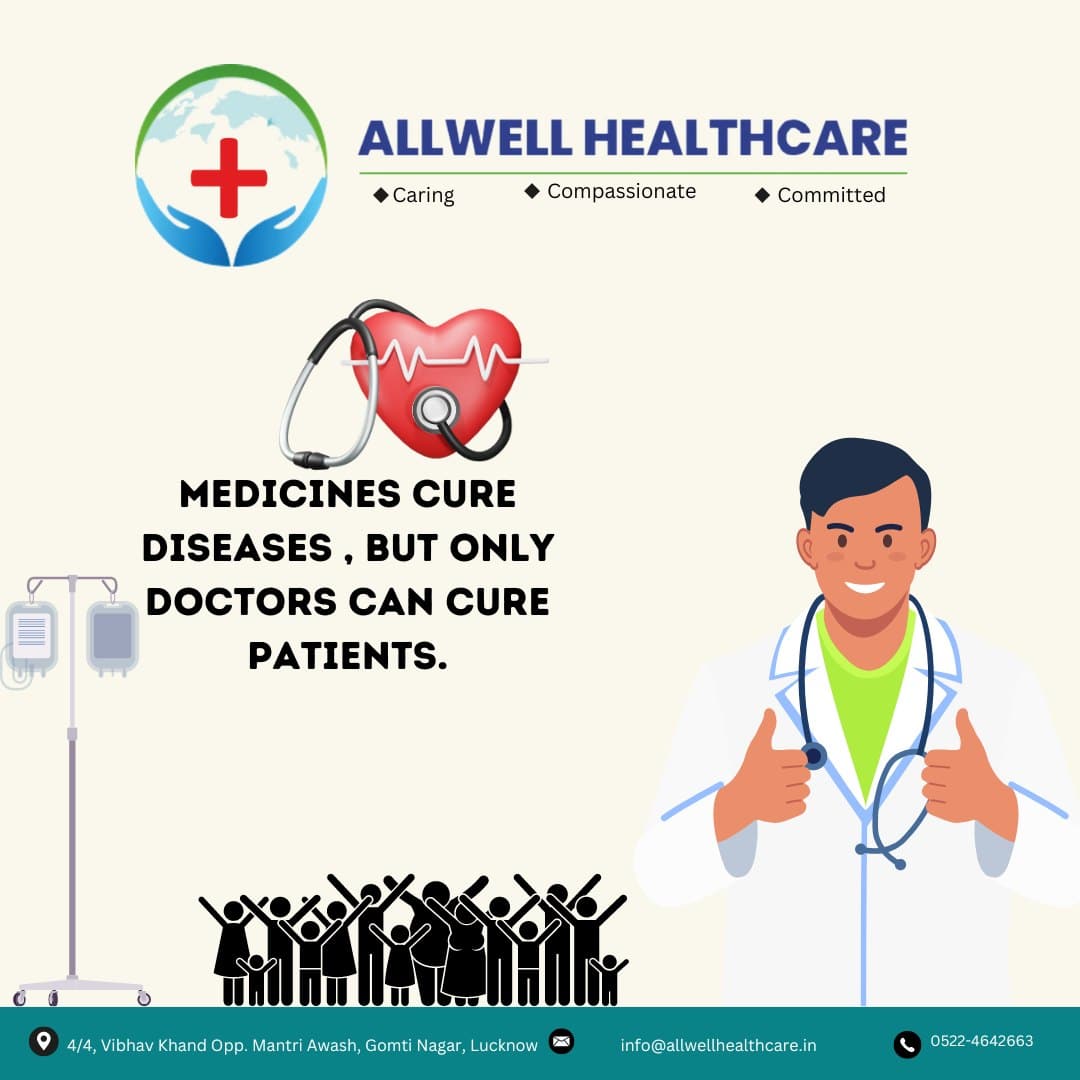 ALLWELL HEALTHCARE
◆ Caring ◆ Compassionate ◆ Committed
MEDICINES CURE
DISEASES , BUT ONLY
DOCTORS CAN CURE
PATIENTS.
4/4, Vibhav Khand Opp. Mantri Awash, Gomti Nagar, Lucknow info@allwellhealthcare.in 0522-4642663